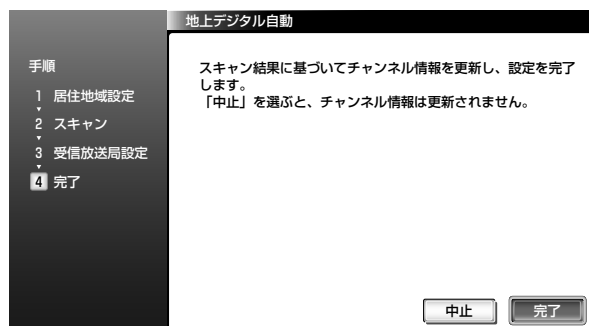 地上デジタル自動
手順
1 居住地域設定
2 スキャン
3 受信放送局設定
4 完了
スキャン結果に基づいてチャンネル情報を更新し、設定を完了
します。
「中止」を選ぶと、チャンネル情報は更新されません。
中止
完了